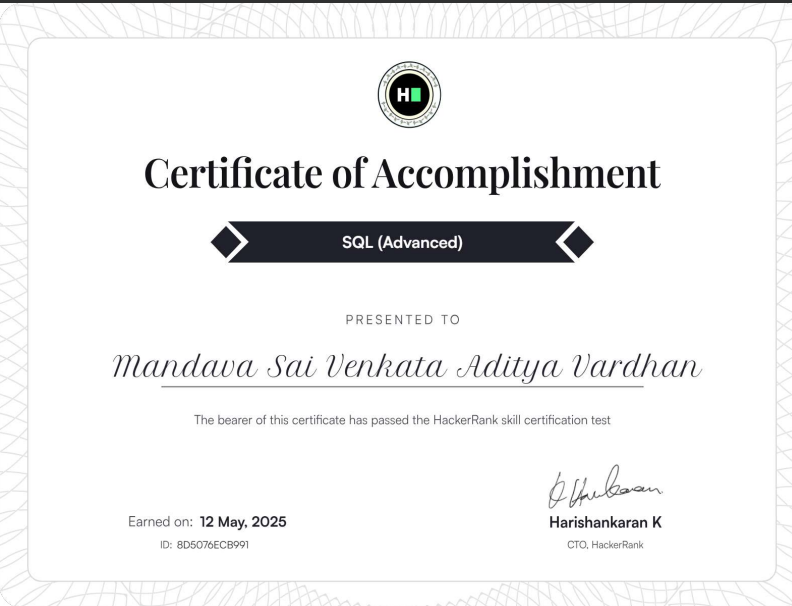 H
Certificate of Accomplishment
SQL (Advanced)
PRESENTED TO
Mandava Sai Venkata Aditya Vardhan
The bearer of this certificate has passed the HackerRank skill certification test
Earned on: 12 May, 2025
ID: 8D5076ECB991
Harishankaran K
CTO, HackerRank